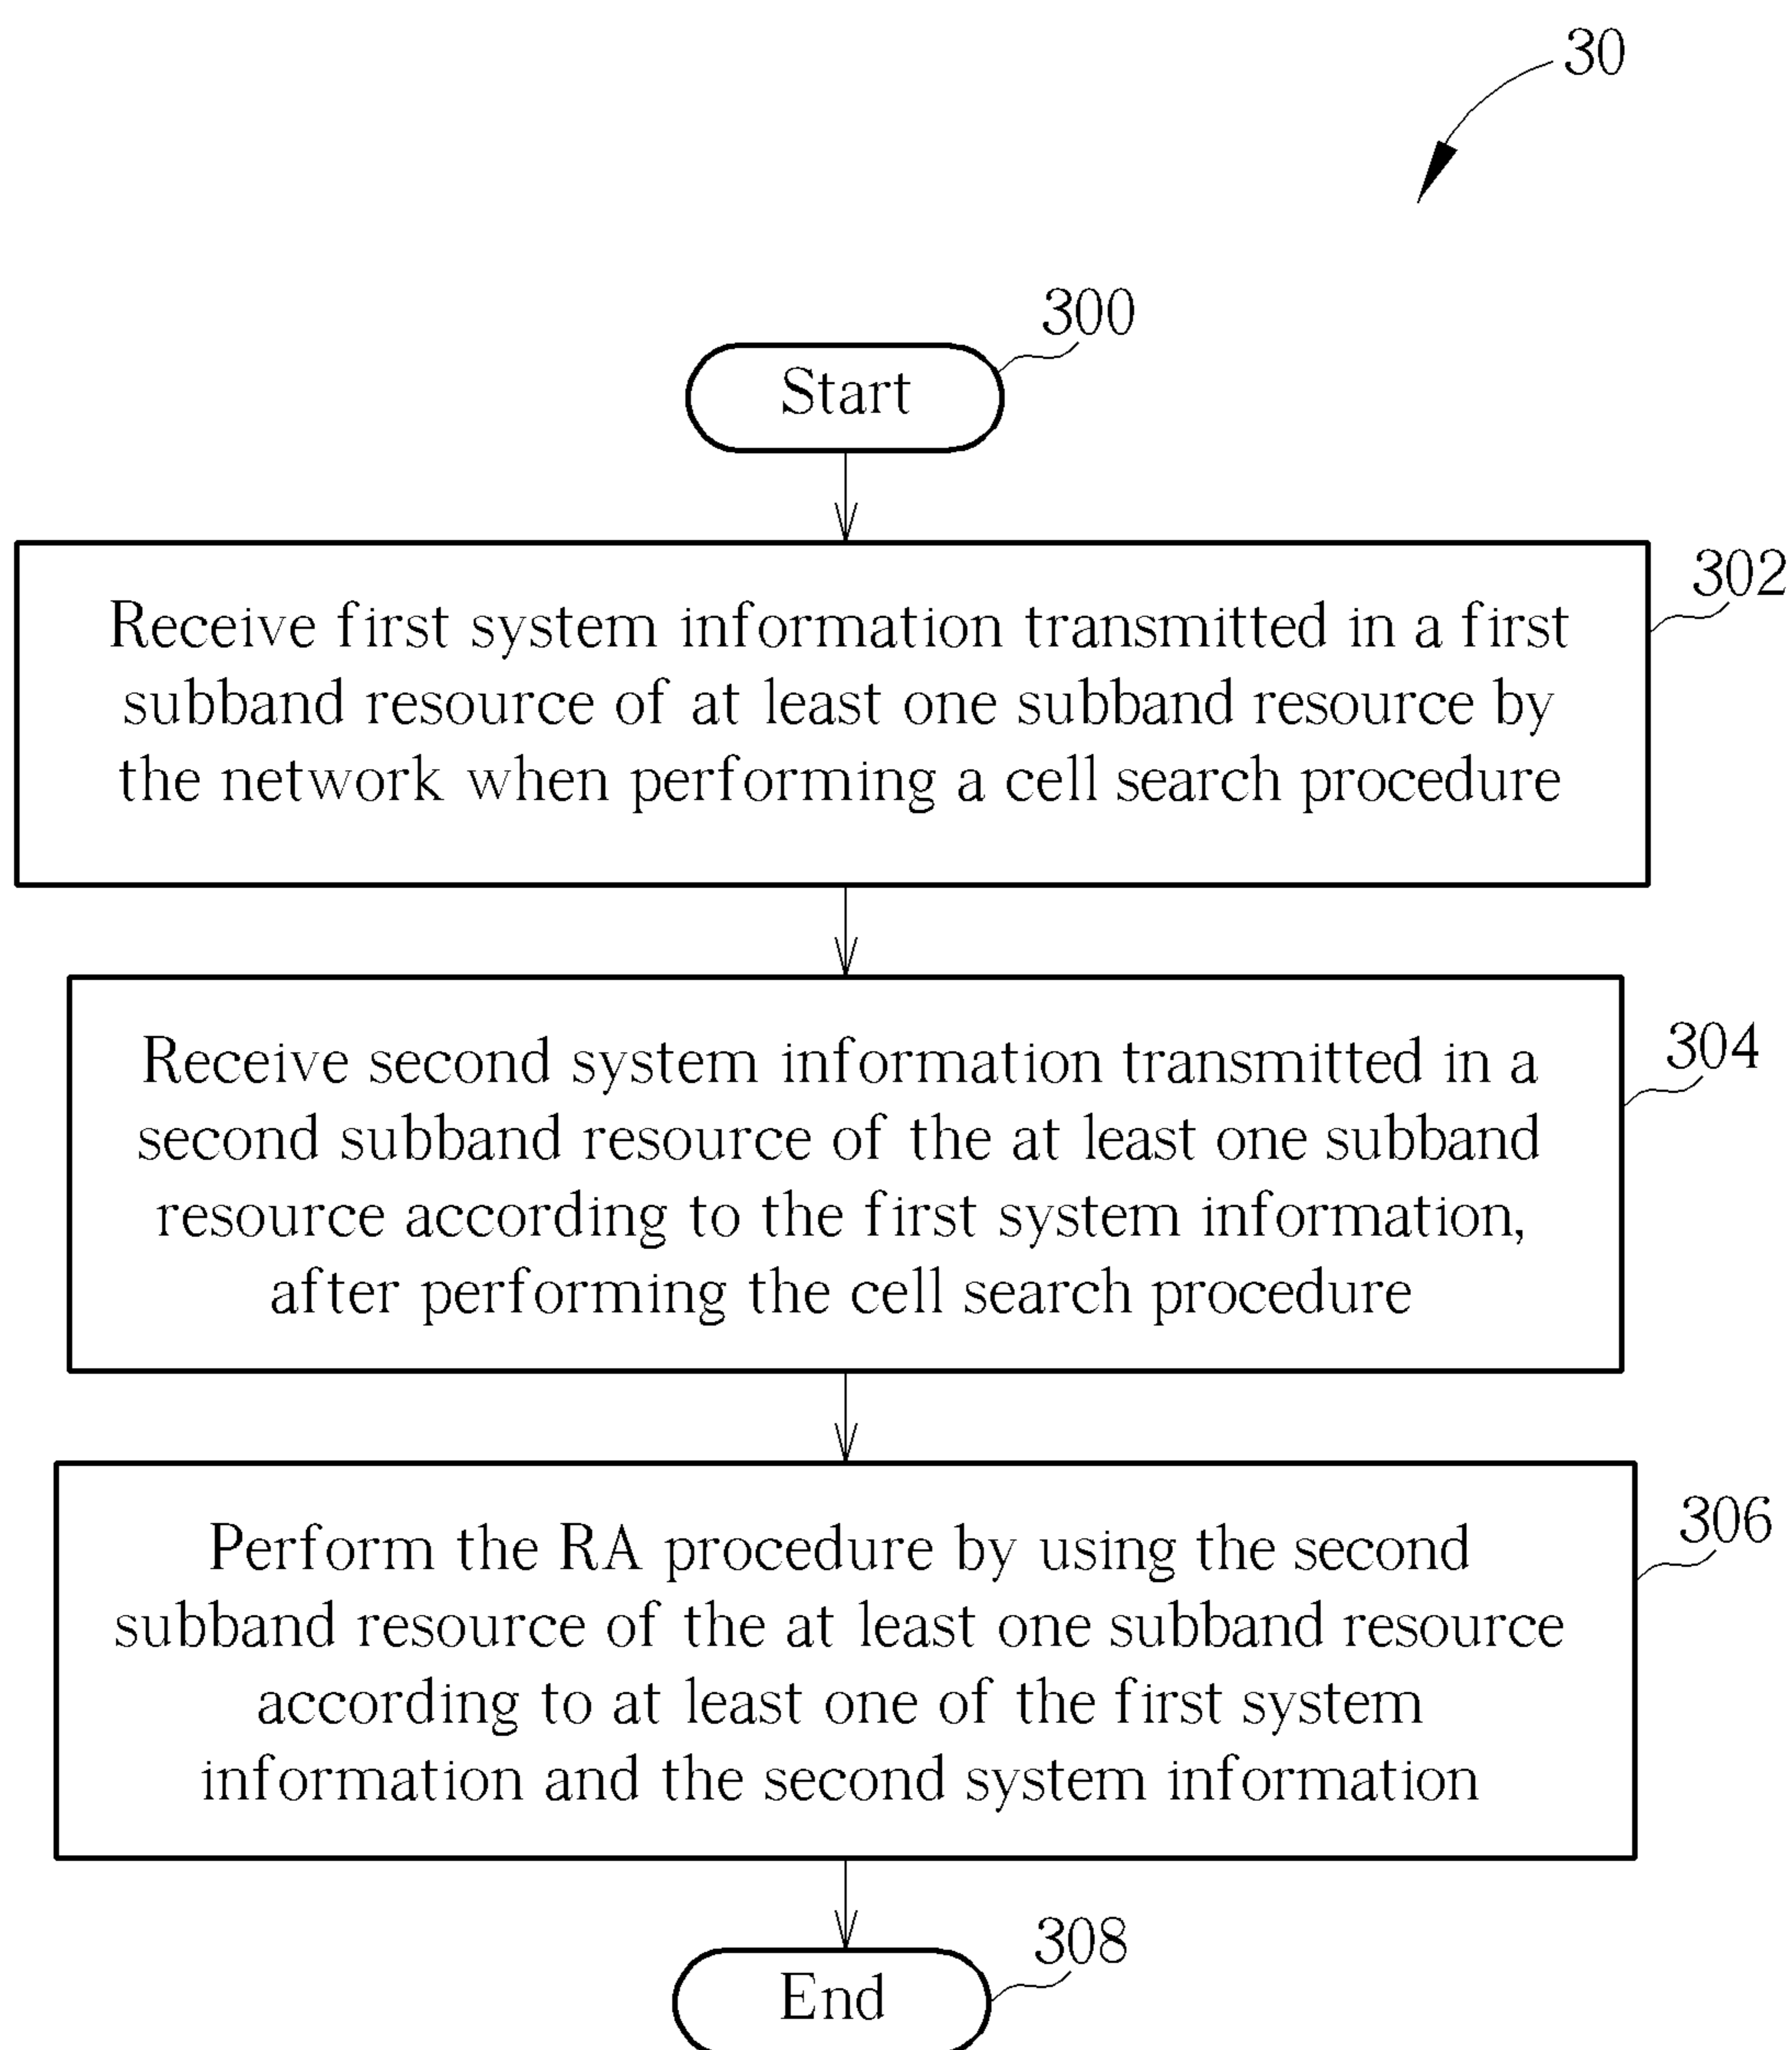 30
300
Start
302
Receive first system information transmitted in a first
subband resource of at least one subband resource by
the network when performing a cell search procedure
304
Receive second system information transmitted in a
second subband resource of the at least one subband
resource according to the first system information,
after performing the cell search procedure
306
Perform the RA procedure by using the second
subband resource of the at least one subband resource
according to at least one of the first system
information and the second system information
308
End